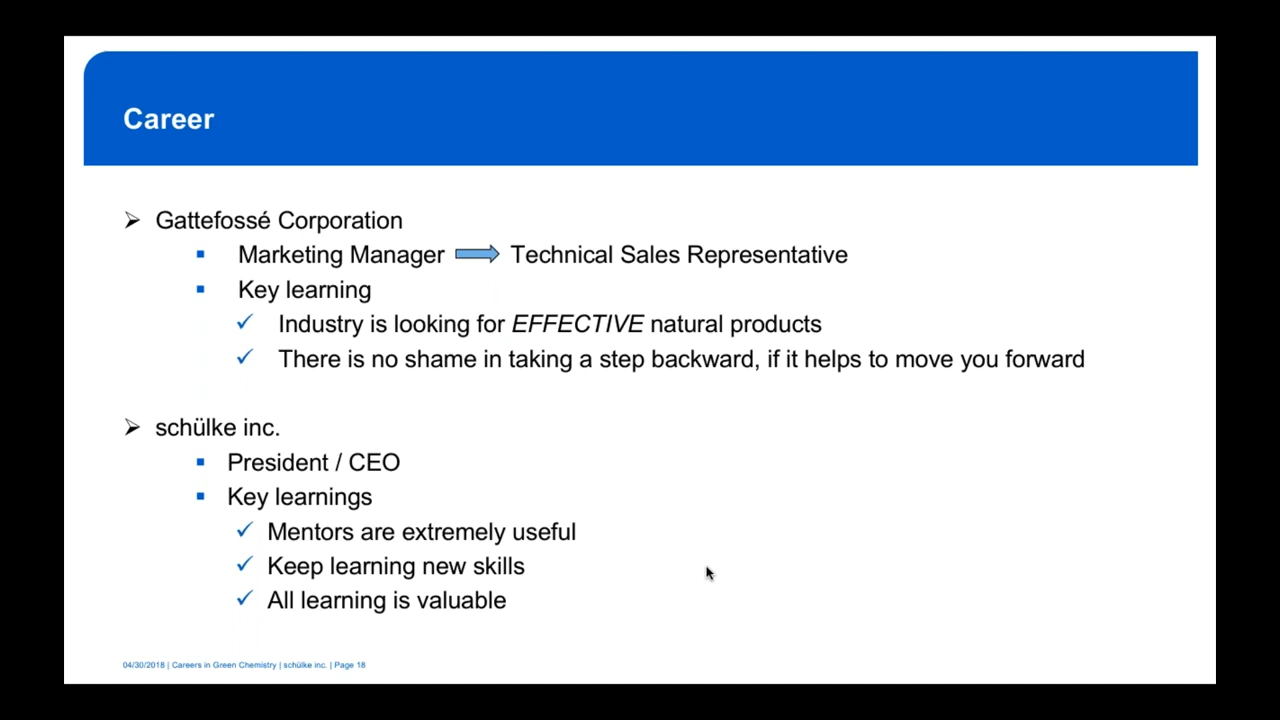 Career
Gattefossé Corporation
Marketing Manager Technical Sales Representative
Key learning
Industry is looking for EFFECTIVE natural products
There is no shame in taking a step backward, if it helps to move you forward
schülke inc.
President / CEO
Key learnings
Mentors are extremely useful
Keep learning new skills
All learning is valuable
04/30/2018 | Careers in Green Chemistry | schülke inc. | Page 18